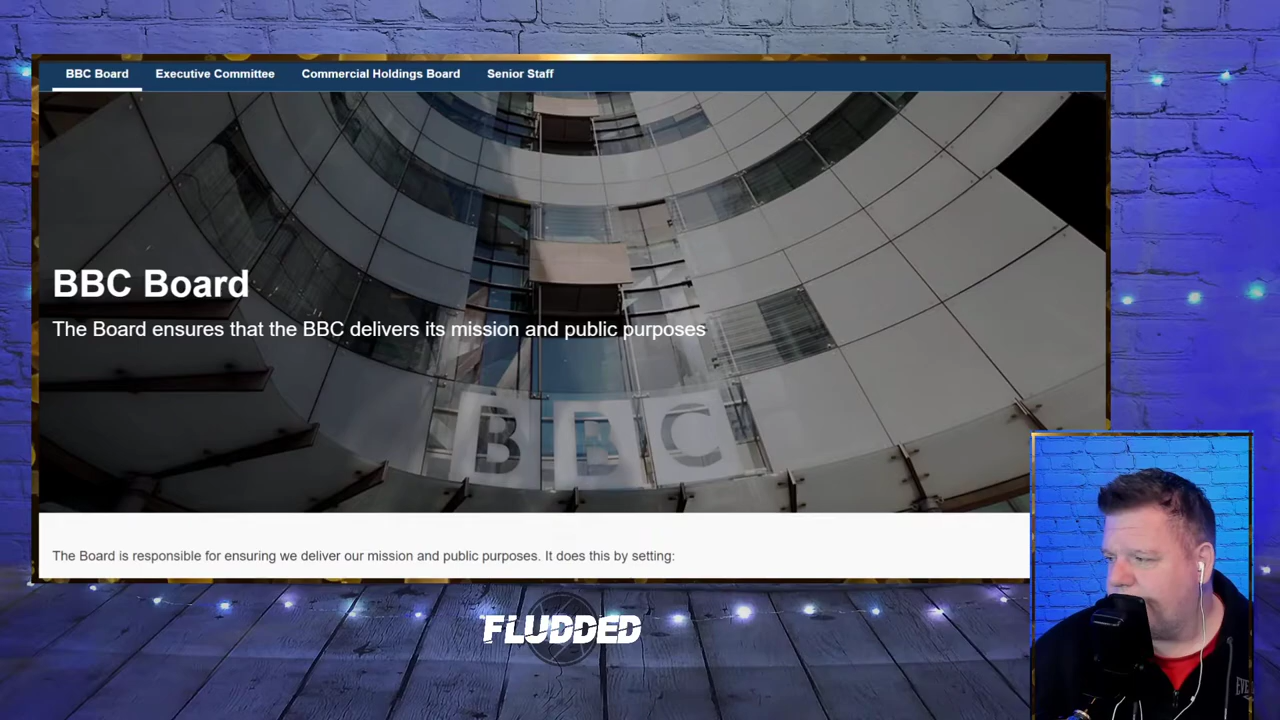 BBC Board Executive Committee Commercial Holdings Board Senior Staff
BBC Board
The Board ensures that the BBC delivers its mission and public purposes
BBC
The Board is responsible for ensuring we deliver our mission and public purposes. It does this by setting:
FLUDDED